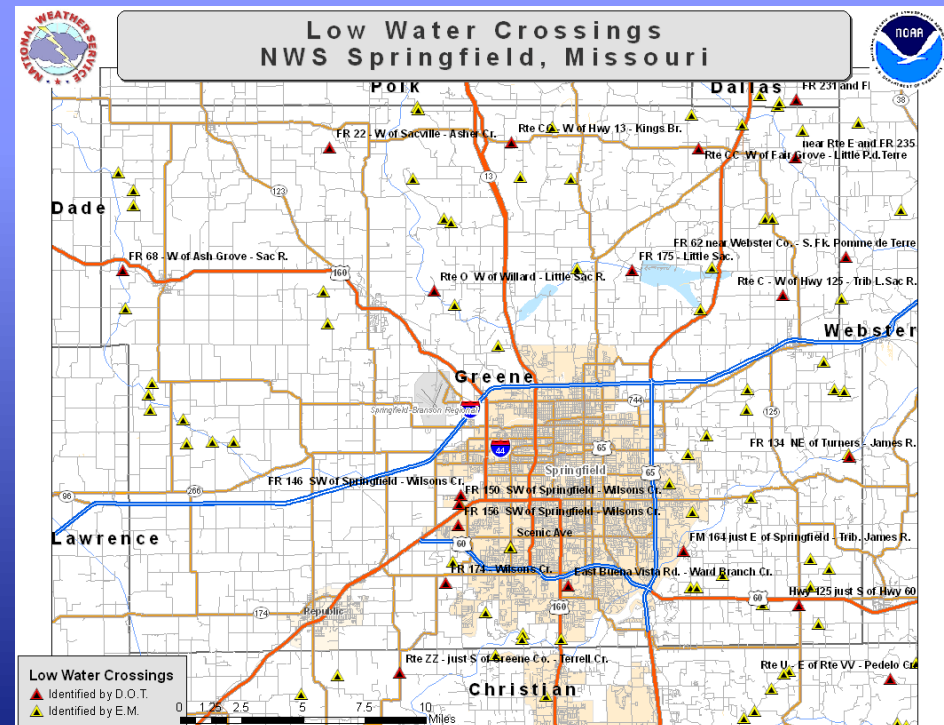 Low Water Crossings
NWS Springfield, Missouri
NATIONAL WEATHER SERVICE
NOAA
Polk
Dallas
FR 231 and Fl
38
FR 22 - W of Sacville - Asher Cr.
Rte CC - W of Hwy 13 - Kings Br.
near Rte E and FR 235
Rte CC W of Fair Grove - Little P.d.Terre
13
123
Dade
FR 62 near Webster Co. - S. Fk. Pomme de Terre
FR 68 - W of Ash Grove - Sac R.
FR 175 - Little Sac.
160
Rte O W of Willard - Little Sac R.
Rte C - W of Hwy 125 - Trib L.Sac R.
Webster
Greene
744
125
Springfield-Branson Regional
44
65
FR 134 NE of Turners - James R.
Springfield
65
FR 146 SW of Springfield - Wilsons Cr.
266
96
FR 150 SW of Springfield - Wilsons Cr.
FR 156 SW of Springfield - Wilsons Cr.
Scenic Ave
Lawrence
60
FM 164 just E of Springfield - Trib. James R.
FR 174 - Wilsons Cr.
East Buena Vista Rd. - Ward Branch Cr.
Hwy 125 just S of Hwy 60
60
174
Republic
160
Rte ZZ - just S of Greene Co. - Terrell Cr.
Rte U - E of Rte VV - Pedelo Cr.
Christian
Low Water Crossings
Identified by D.O.T.
Identified by E.M.
0 1.25 2.5 5 7.5 10
Miles